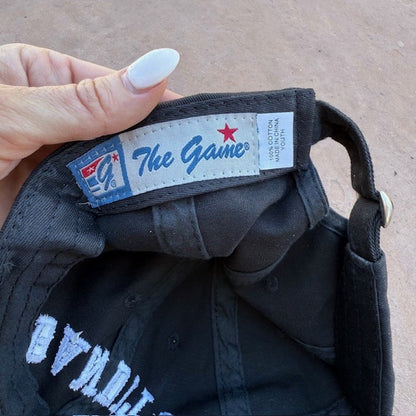 G
The Game®
100% COTTON
MADE IN CHINA
YOUTH